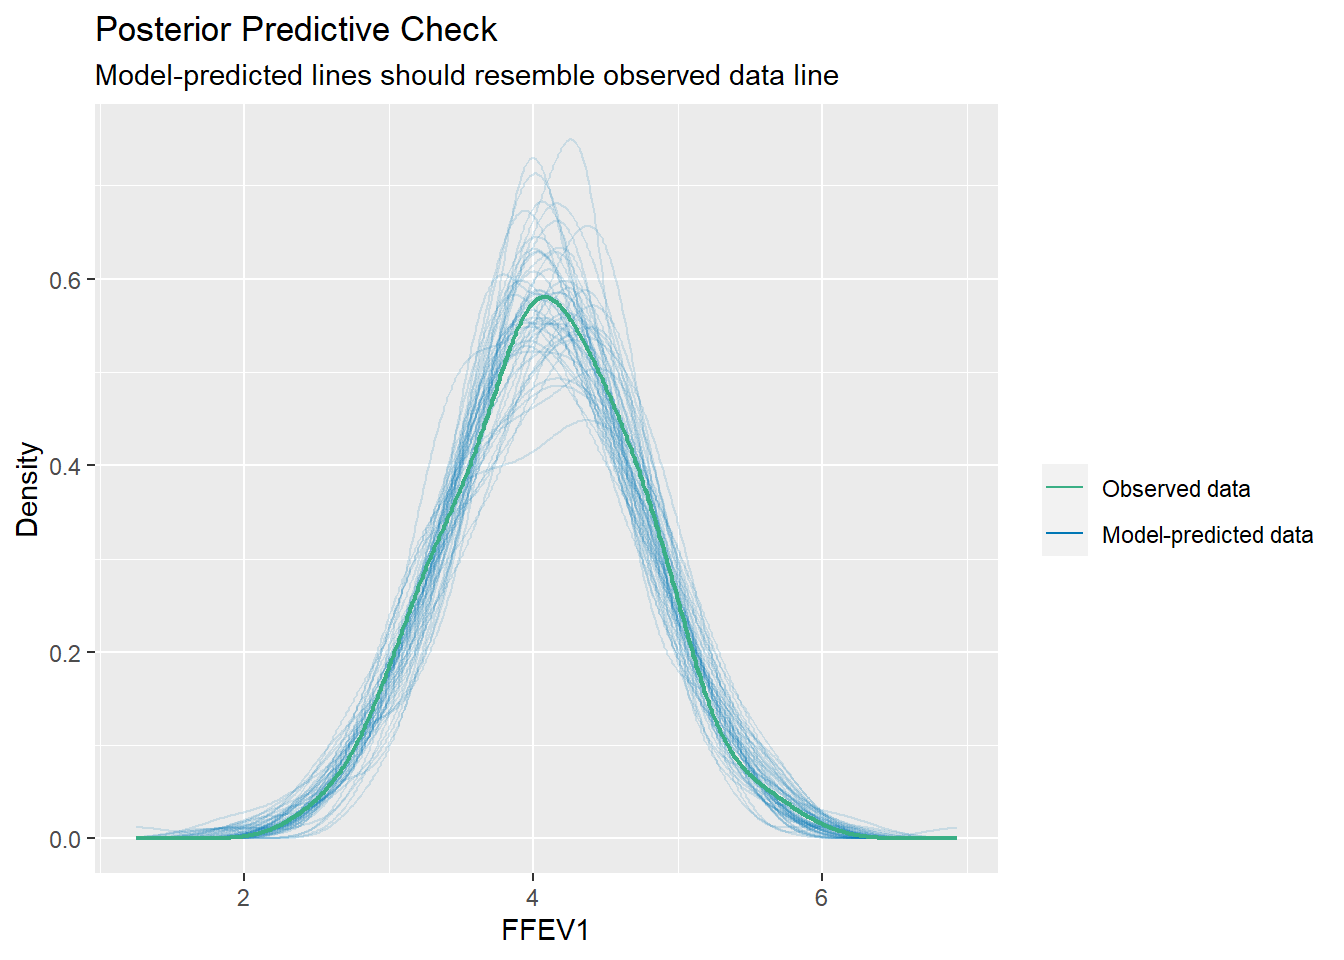 Posterior Predictive Check
Model-predicted lines should resemble observed data line
0.6
0.4
0.2
0.0
Density
2 4 6
FFEV1
Observed data
Model-predicted data